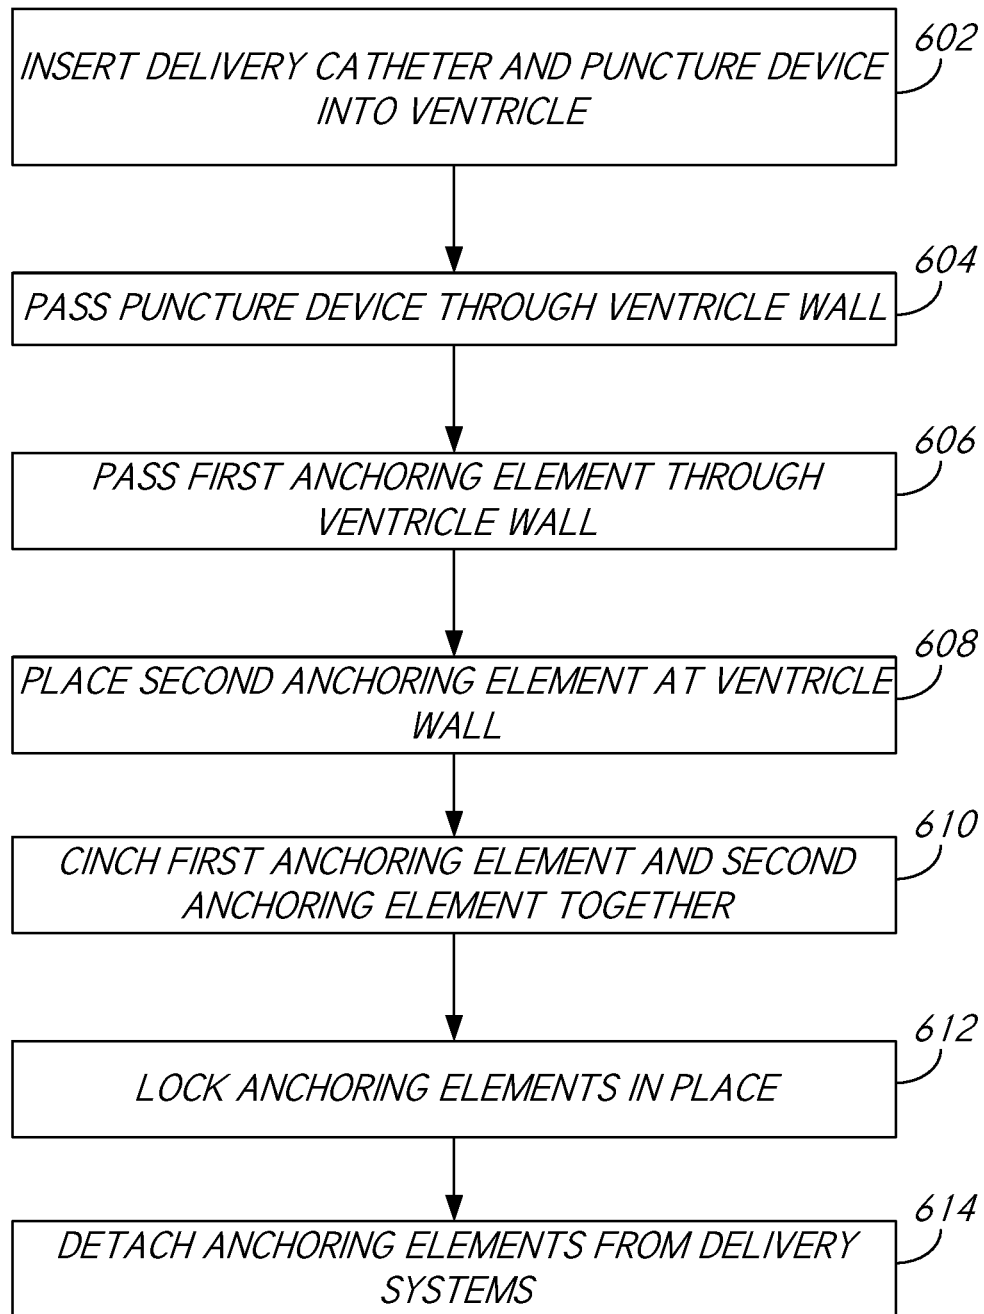 602
INSERT DELIVERY CATHETER AND PUNCTURE DEVICE
INTO VENTRICLE
604
PASS PUNCTURE DEVICE THROUGH VENTRICLE WALL
606
PASS FIRST ANCHORING ELEMENT THROUGH
VENTRICLE WALL
608
PLACE SECOND ANCHORING ELEMENT AT VENTRICLE
WALL
610
CINCH FIRST ANCHORING ELEMENT AND SECOND
ANCHORING ELEMENT TOGETHER
612
LOCK ANCHORING ELEMENTS IN PLACE
614
DETACH ANCHORING ELEMENTS FROM DELIVERY
SYSTEMS